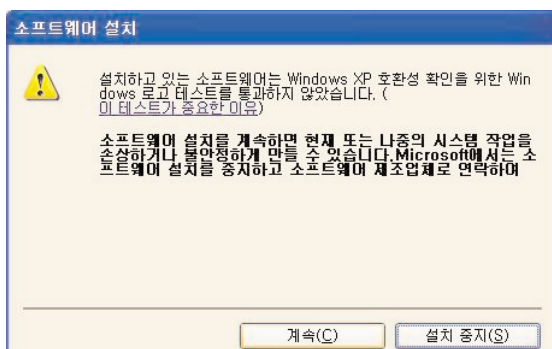 소프트웨어 설치
설치하고 있는 소프트웨어는 Windows XP 호환성 확인을 위한 Win
dows 로고 테스트를 통과하지 않았습니다. (
이 테스트가 중요한 이유)
소프트웨어 설치를 계속하면 현재 또는 나중의 시스템 작업을
손상하거나 불안정하게 만들 수 있습니다.Microsoft에서는 소
프트웨어 설치를 중지하고 소프트웨어 제조업체로 연락하여
계속(C)
설치 중지(S)